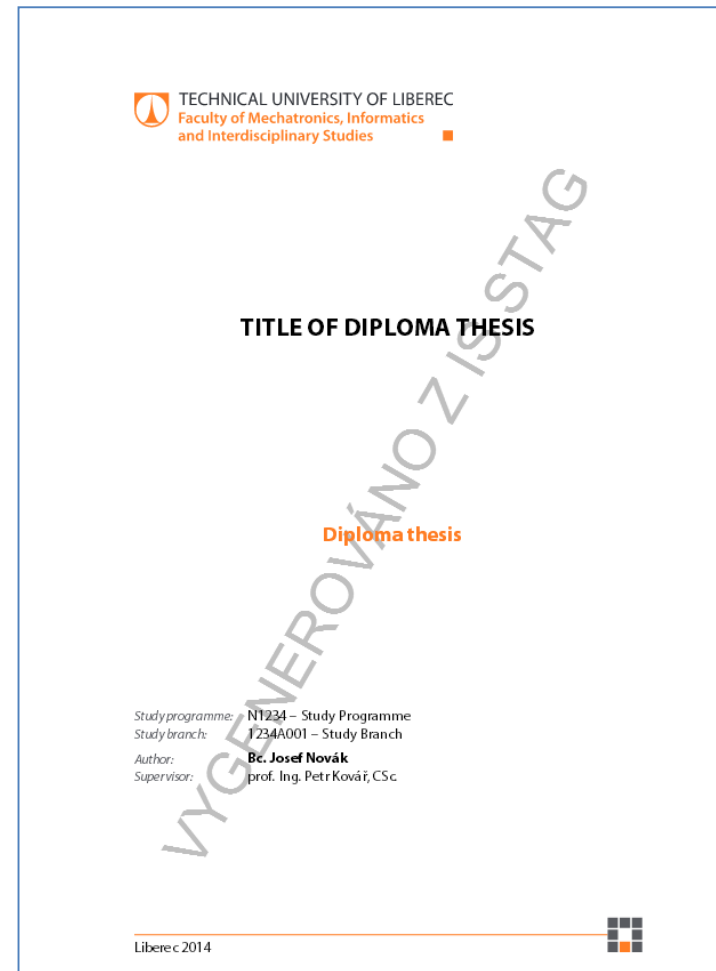 TECHNICAL UNIVERSITY OF LIBEREC
Faculty of Mechatronics, Informatics
and Interdisciplinary Studies
TITLE OF DIPLOMA THESIS
VYGENEROVÁNO Z IS STAG
Diploma thesis
Study programme: N1234 – Study Programme
Study branch: 1234A001 – Study Branch
Author: Bc. Josef Novák
Supervisor: prof. Ing. Petr Kovář, CSc.
Liberec 2014